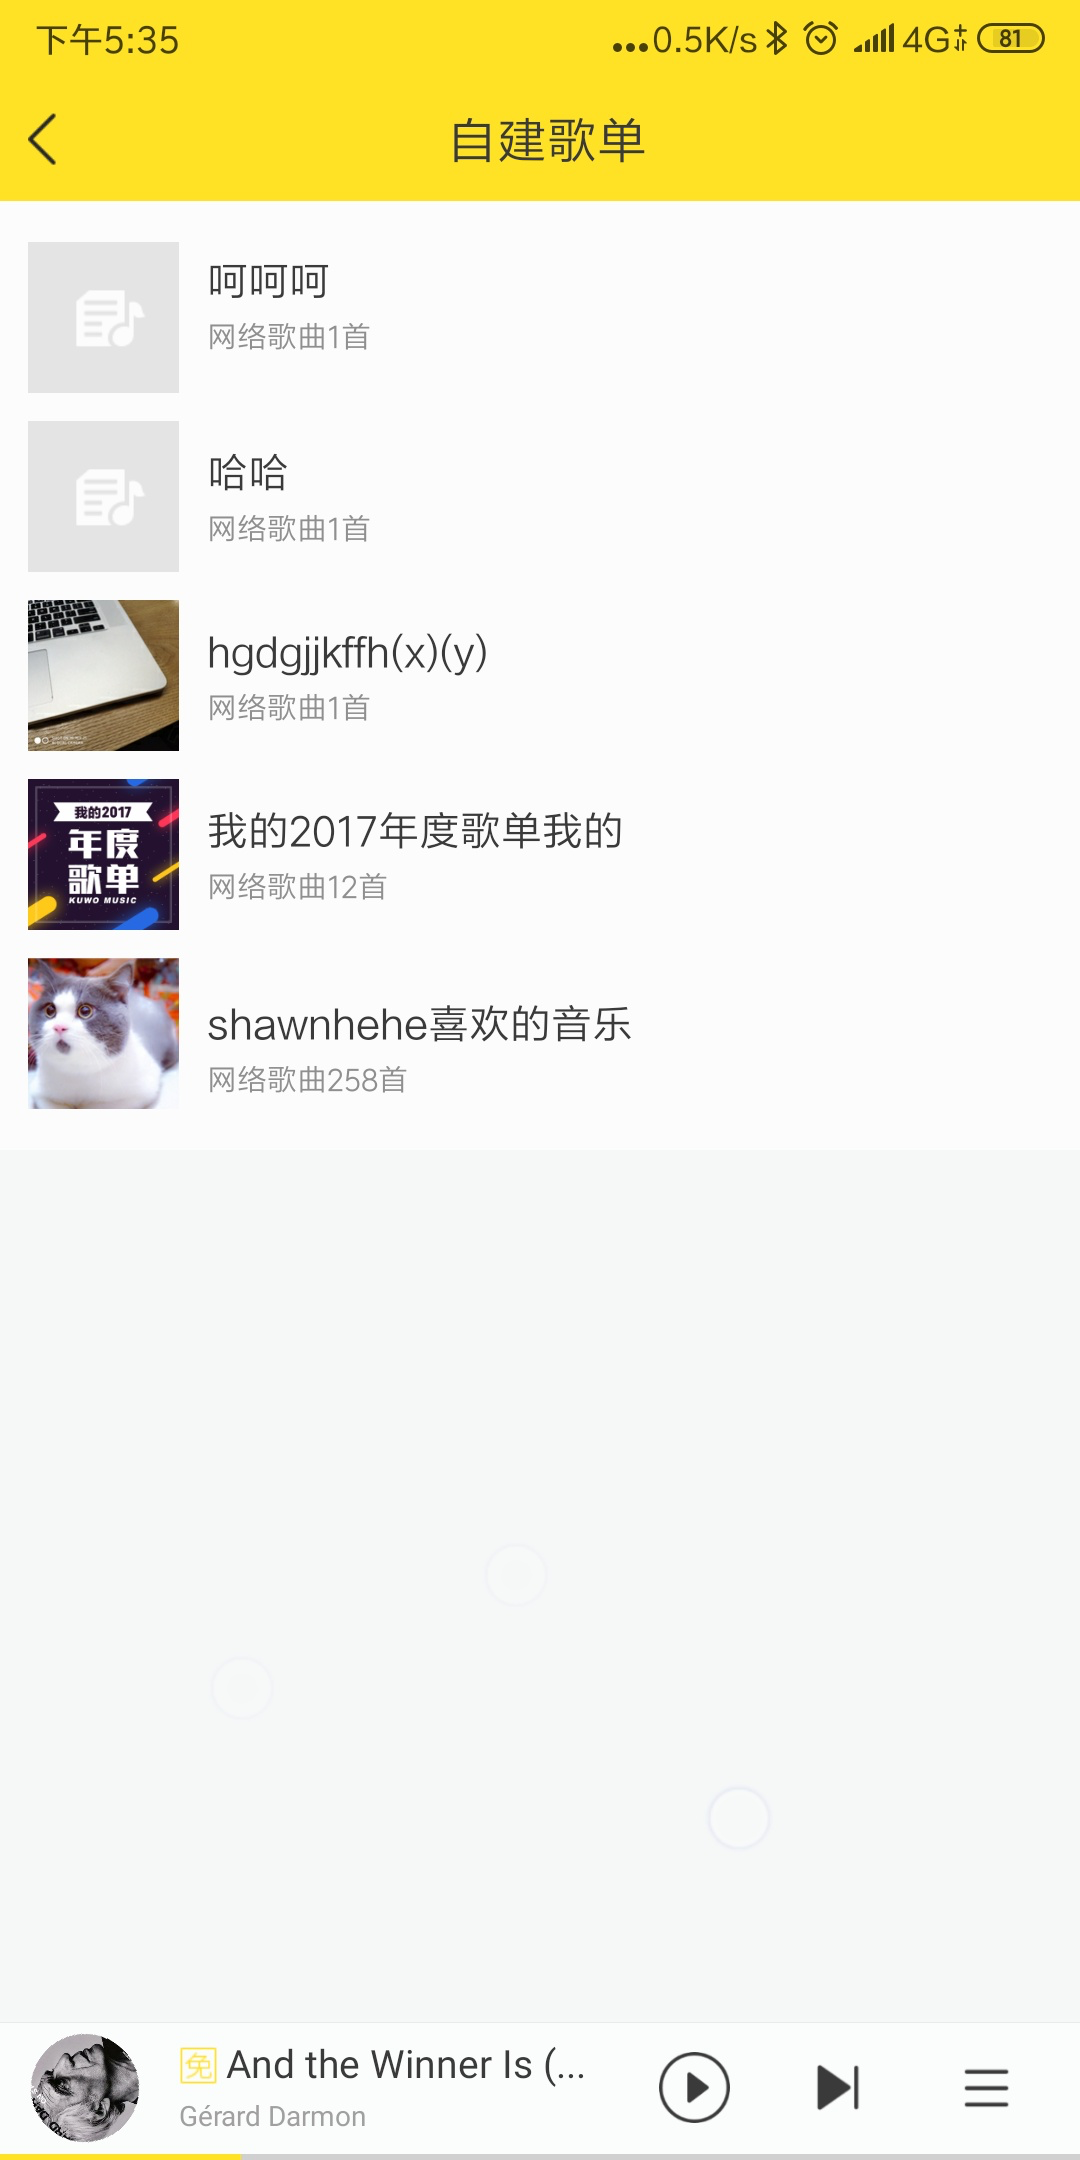 下午5:35
...0.5K/s 4G 81
自建歌单
呵呵呵
网络歌曲1首
哈哈
网络歌曲1首
hgdgjjkffh(x)(y)
网络歌曲1首
我的2017
年度
歌单
KUWO MUSIC
我的2017年度歌单我的
网络歌曲12首
shawnhehe喜欢的音乐
网络歌曲258首
免 And the Winner Is (...
Gérard Darmon